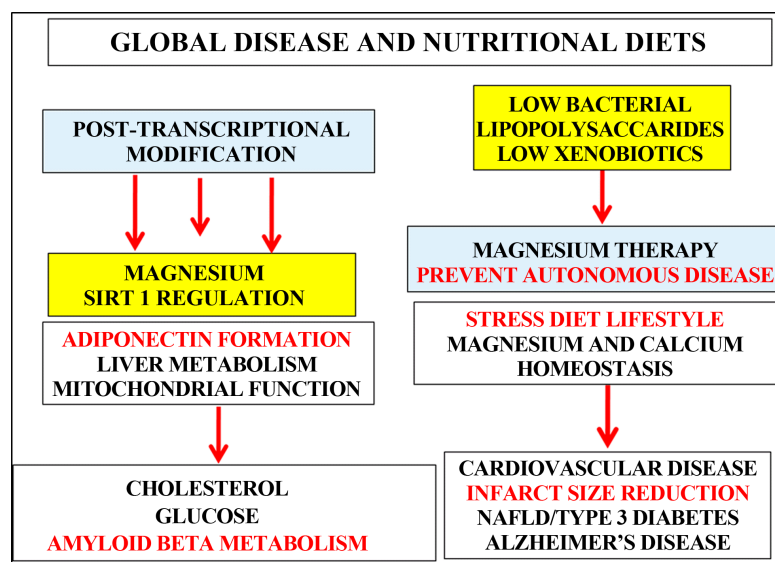 GLOBAL DISEASE AND NUTRITIONAL DIETS
POST-TRANSCRIPTIONAL
MODIFICATION
MAGNESIUM
SIRT 1 REGULATION
ADIPONECTIN FORMATION
LIVER METABOLISM
MITOCHONDRIAL FUNCTION
CHOLESTEROL
GLUCOSE
AMYLOID BETA METABOLISM
LOW BACTERIAL
LIPOPOLYSACCARIDES
LOW XENOBIOTICS
MAGNESIUM THERAPY
PREVENT AUTONOMOUS DISEASE
STRESS DIET LIFESTYLE
MAGNESIUM AND CALCIUM
HOMESTASIS
CARDIOVASCULAR DISEASE
INFARCT SIZE REDUCTION
NAFLD/TYPE 3 DIABETES
ALZHEIMER'S DISEASE